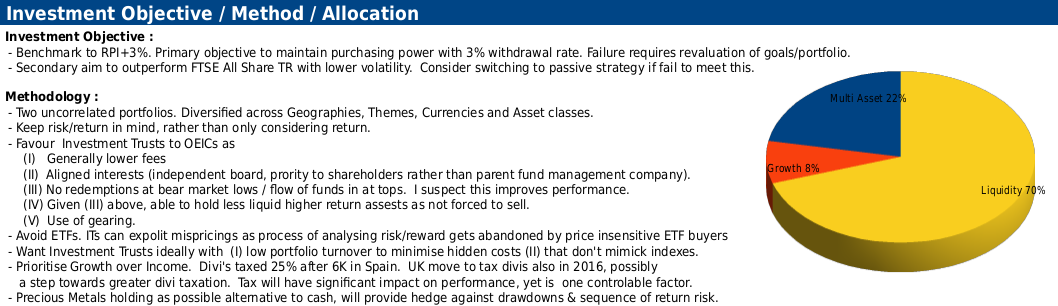 Investment Objective / Method / Allocation
Investment Objective :
- Benchmark to RPI+3%. Primary objective to maintain purchasing power with 3% withdrawal rate. Failure requires revaluation of goals/portfolio.
- Secondary aim to outperform FTSE All Share TR with lower volatility. Consider switching to passive strategy if fail to meet this.
Methodology :
- Two uncorrelated portfolios. Diversified across Geographies, Themes, Currencies and Asset classes.
- Keep risk/return in mind, rather than only considering return.
- Favour Investment Trusts to OEICs as
(I) Generally lower fees
(II) Aligned interests (independent board, prority to shareholders rather than parent fund management company).
(III) No redemptions at bear market lows / flow of funds in at tops. I suspect this improves performance.
(IV) Given (III) above, able to hold less liquid higher return assests as not forced to sell.
(V) Use of gearing.
- Avoid ETFs. ITs can expolit mispricings as process of analysing risk/reward gets abandoned by price insensitive ETF buyers
- Want Investment Trusts ideally with (I) low portfolio turnover to minimise hidden costs (II) that don't mimick indexes.
- Prioritise Growth over Income. Divi's taxed 25% after 6K in Spain. UK move to tax divis also in 2016, possibly
a step towards greater divi taxation. Tax will have significant impact on performance, yet is one controlable factor.
- Precious Metals holding as possible alternative to cash, will provide hedge against drawdowns & sequence of return risk.
Multi Asset 22%
Growth 8%
Liquidity 70%